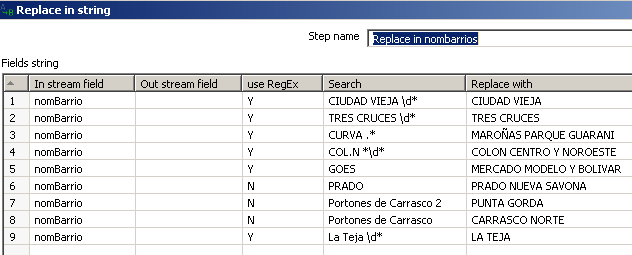 Replace in string
Step name Replace in nombarrios
Fields string
In stream field Out stream field use RegEx Search Replace with
1 nomBarrio Y CIUDAD VIEJA \d* CIUDAD VIEJA
2 nomBarrio Y TRES CRUCES \d* TRES CRUCES
3 nomBarrio Y CURVA .* MAROÑAS PARQUE GUARANI
4 nomBarrio Y COL.N *\d* COLON CENTRO Y NOROESTE
5 nomBarrio Y GOES MERCADO MODELO Y BOLIVAR
6 nomBarrio N PRADO PRADO NUEVA SAVONA
7 nomBarrio N Portones de Carrasco 2 PUNTA GORDA
8 nomBarrio N Portones de Carrasco CARRASCO NORTE
9 nomBarrio Y La Teja \d* LA TEJA